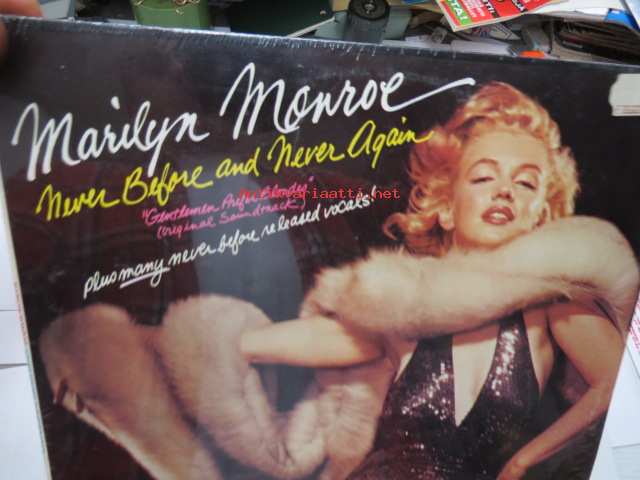 Marilyn Monroe
Never Before and Never Again
"Gentlemen Prefer Blondes"
(Original Soundtrack)
plus many never before released vocals!